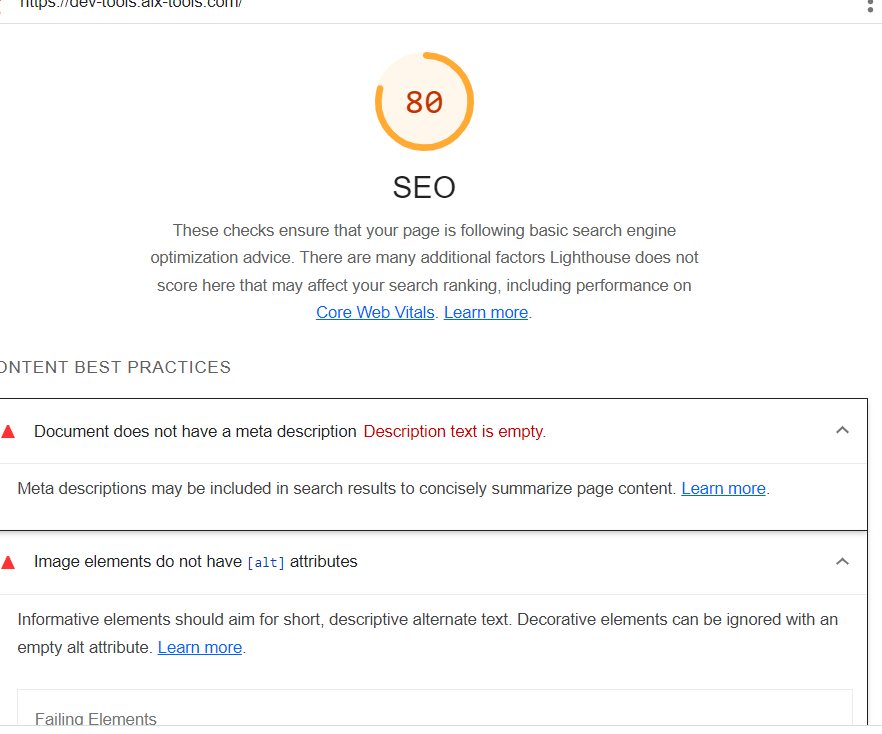 https://dev-tools.aix-tools.com/
80
SEO
These checks ensure that your page is following basic search engine
optimization advice. There are many additional factors Lighthouse does not
score here that may affect your search ranking, including performance on
Core Web Vitals. Learn more.
ONTENT BEST PRACTICES
Document does not have a meta description Description text is empty.
Meta descriptions may be included in search results to concisely summarize page content. Learn more.
Image elements do not have [alt] attributes
Informative elements should aim for short, descriptive alternate text. Decorative elements can be ignored with an
empty alt attribute. Learn more.
Failing Elements